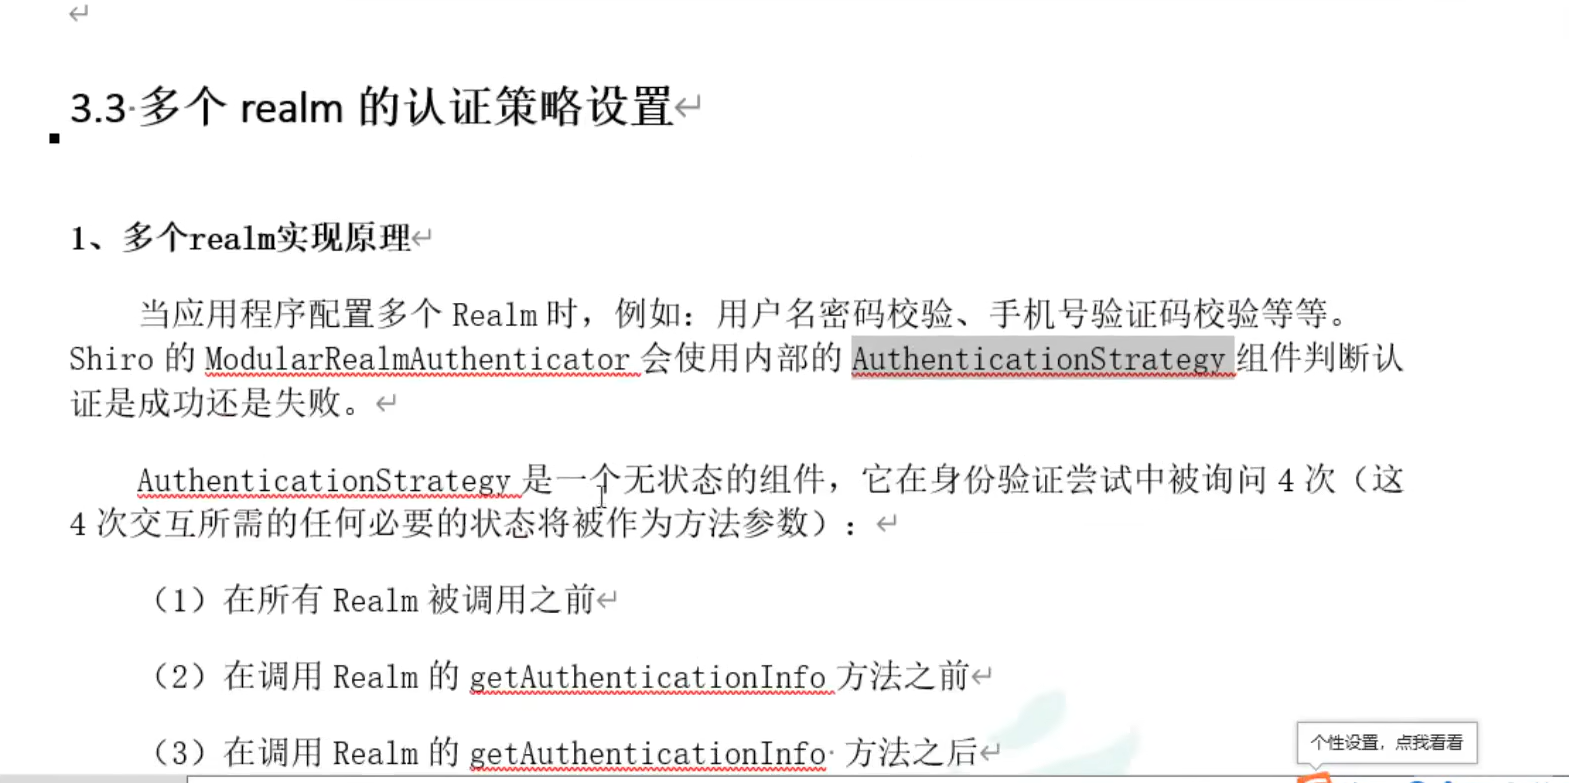 3.3 多个 realm 的认证策略设置
1、多个realm实现原理
当应用程序配置多个 Realm 时，例如：用户名密码校验、手机号验证码校验等等。
Shiro 的 ModularRealmAuthenticator 会使用内部的 AuthenticationStrategy 组件判断认
证是成功还是失败。
AuthenticationStrategy 是一个无状态的组件，它在身份验证尝试中被询问 4 次（这
4 次交互所需的任何必要的状态将被作为方法参数）：
（1）在所有 Realm 被调用之前
（2）在调用 Realm 的 getAuthenticationInfo 方法之前
（3）在调用 Realm 的 getAuthenticationInfo 方法之后
个性设置，点我看看